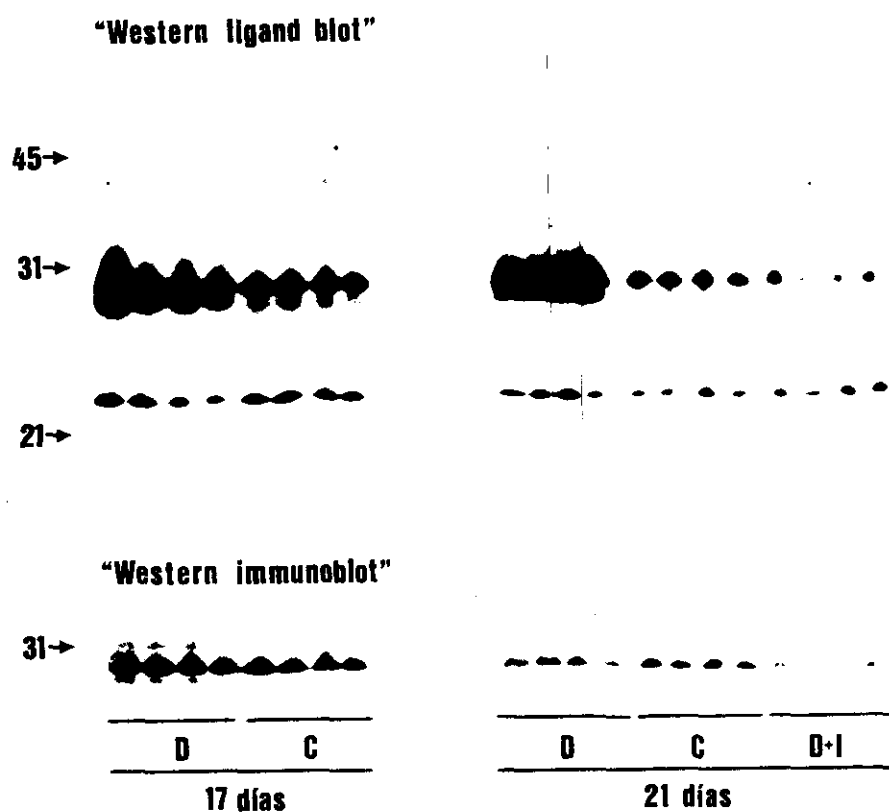 “Western ligand blot”
45→
31→
21→
“Western immunoblot”
31→
D C D C D+I
17 días 21 días